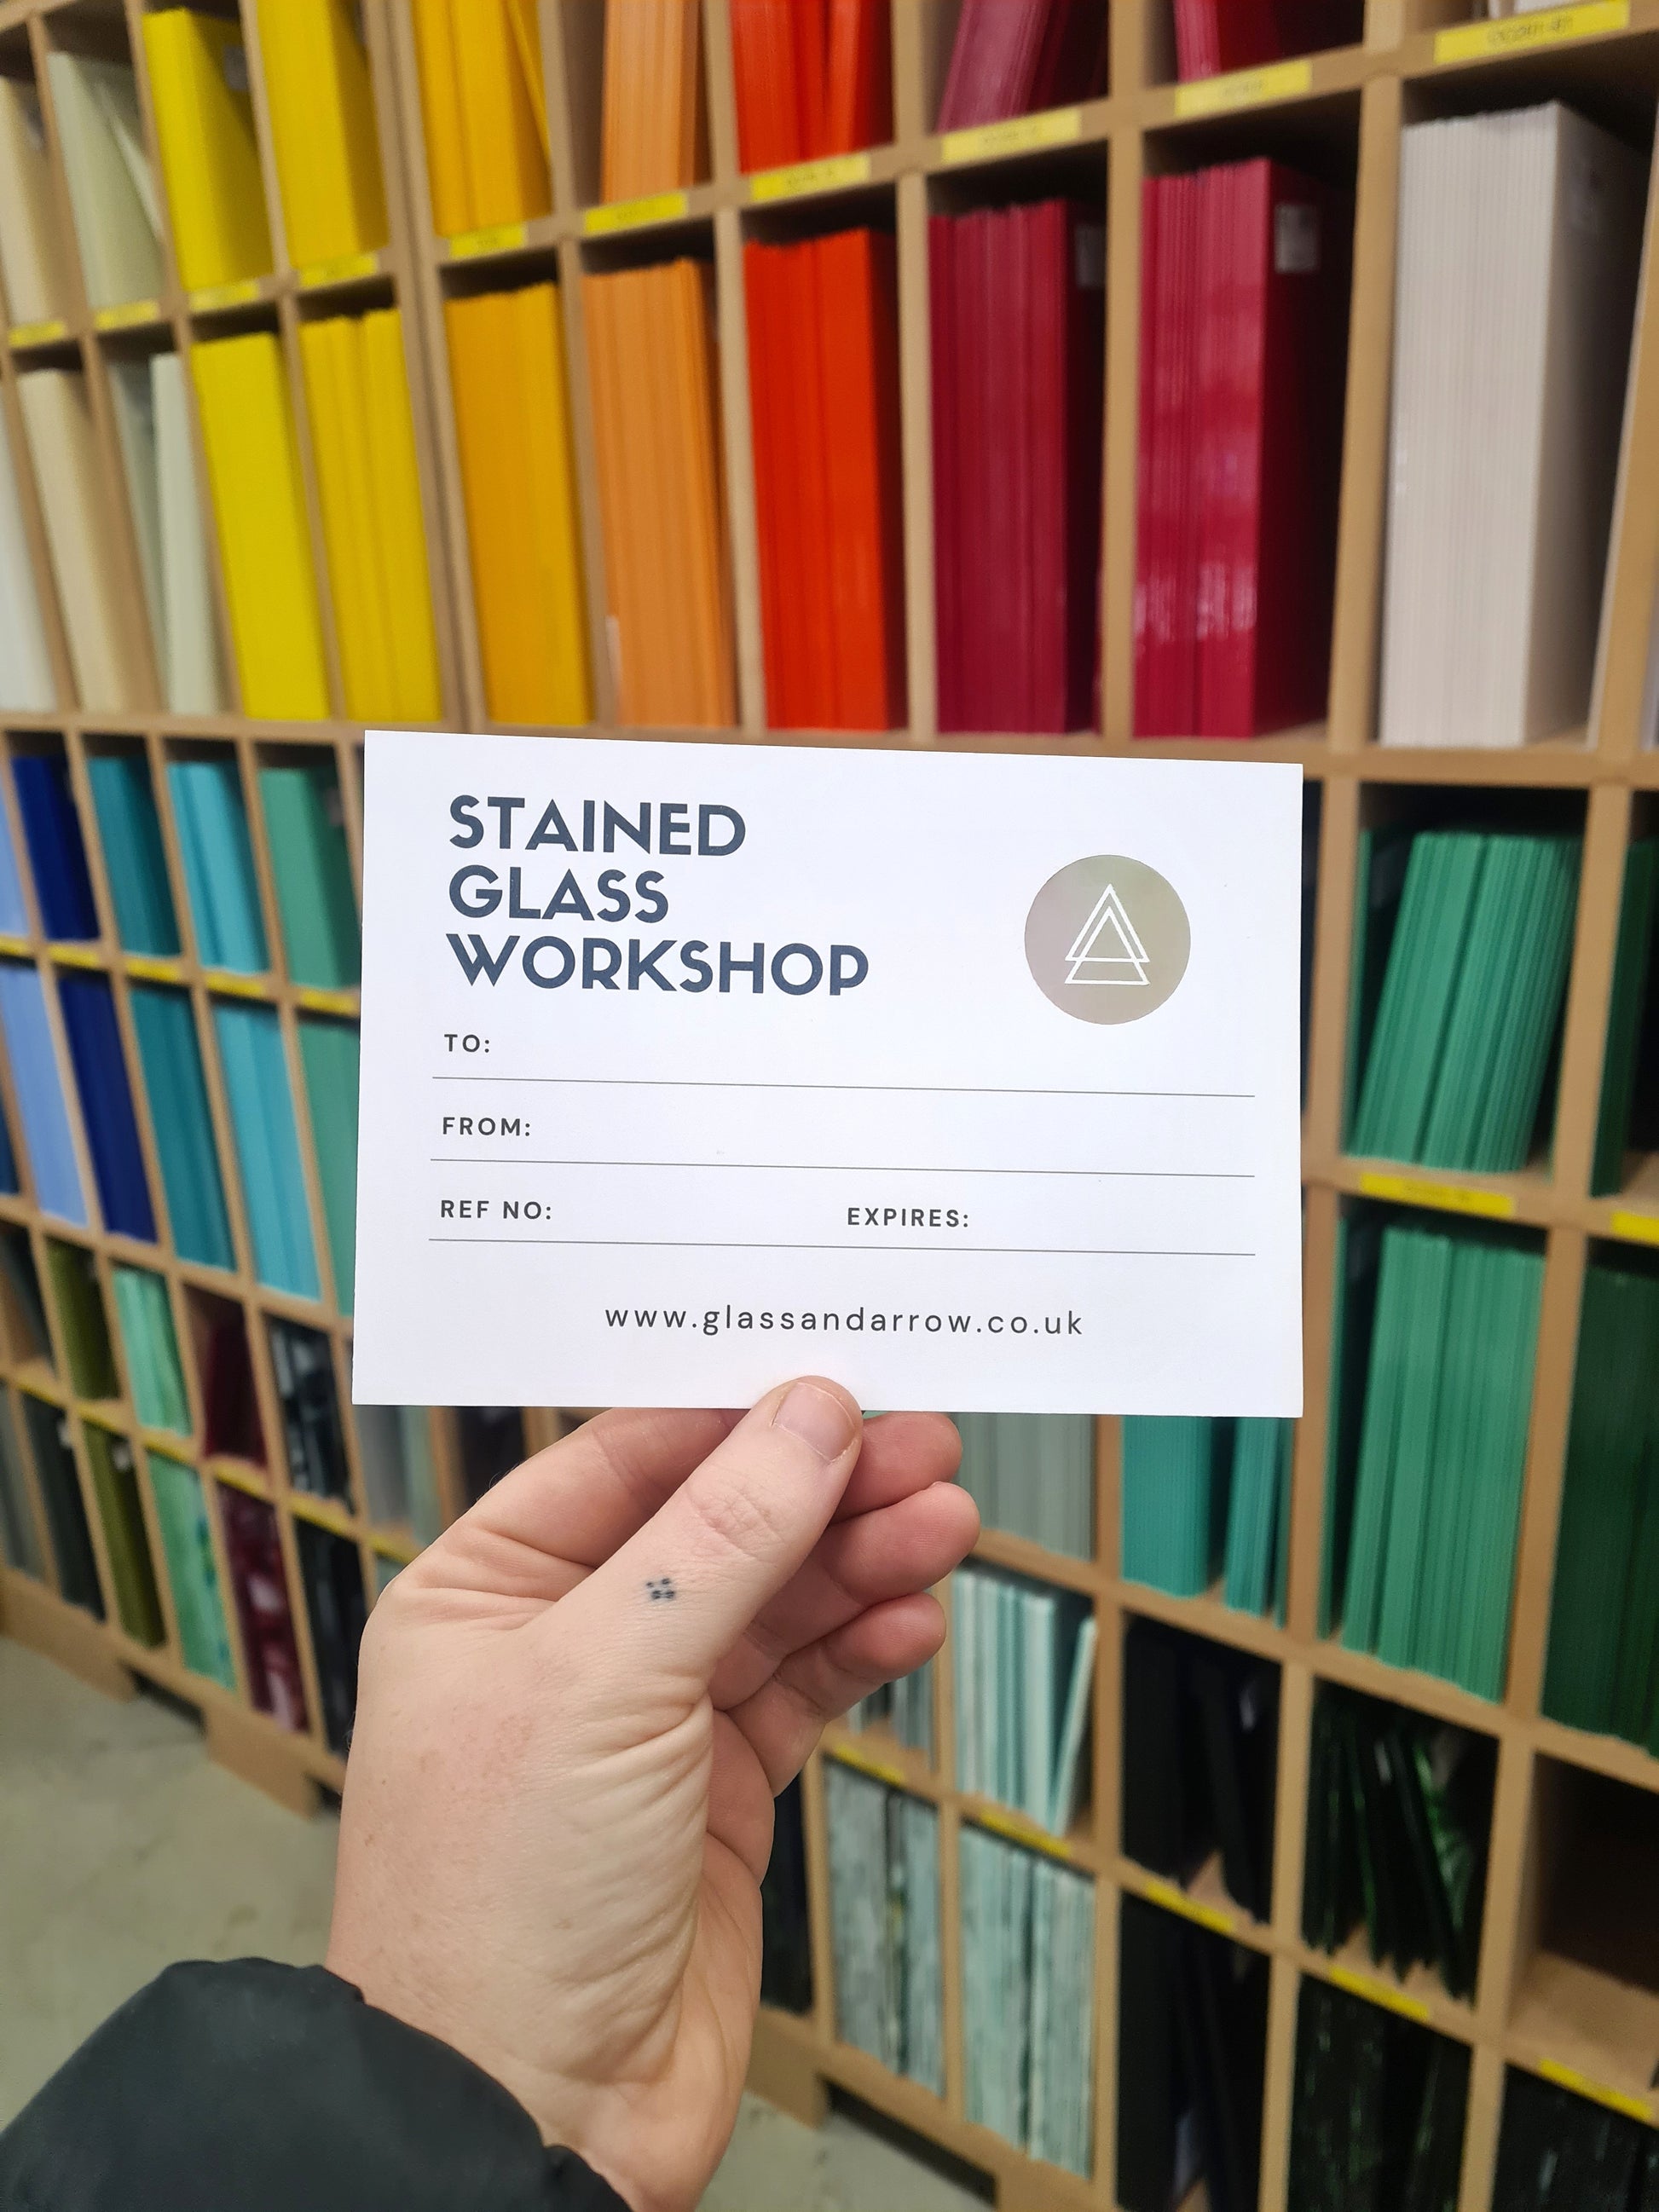 STAINED
GLASS
WORKSHOP
TO:
FROM:
REF NO: EXPIRES:
www.glassandarrow.co.uk